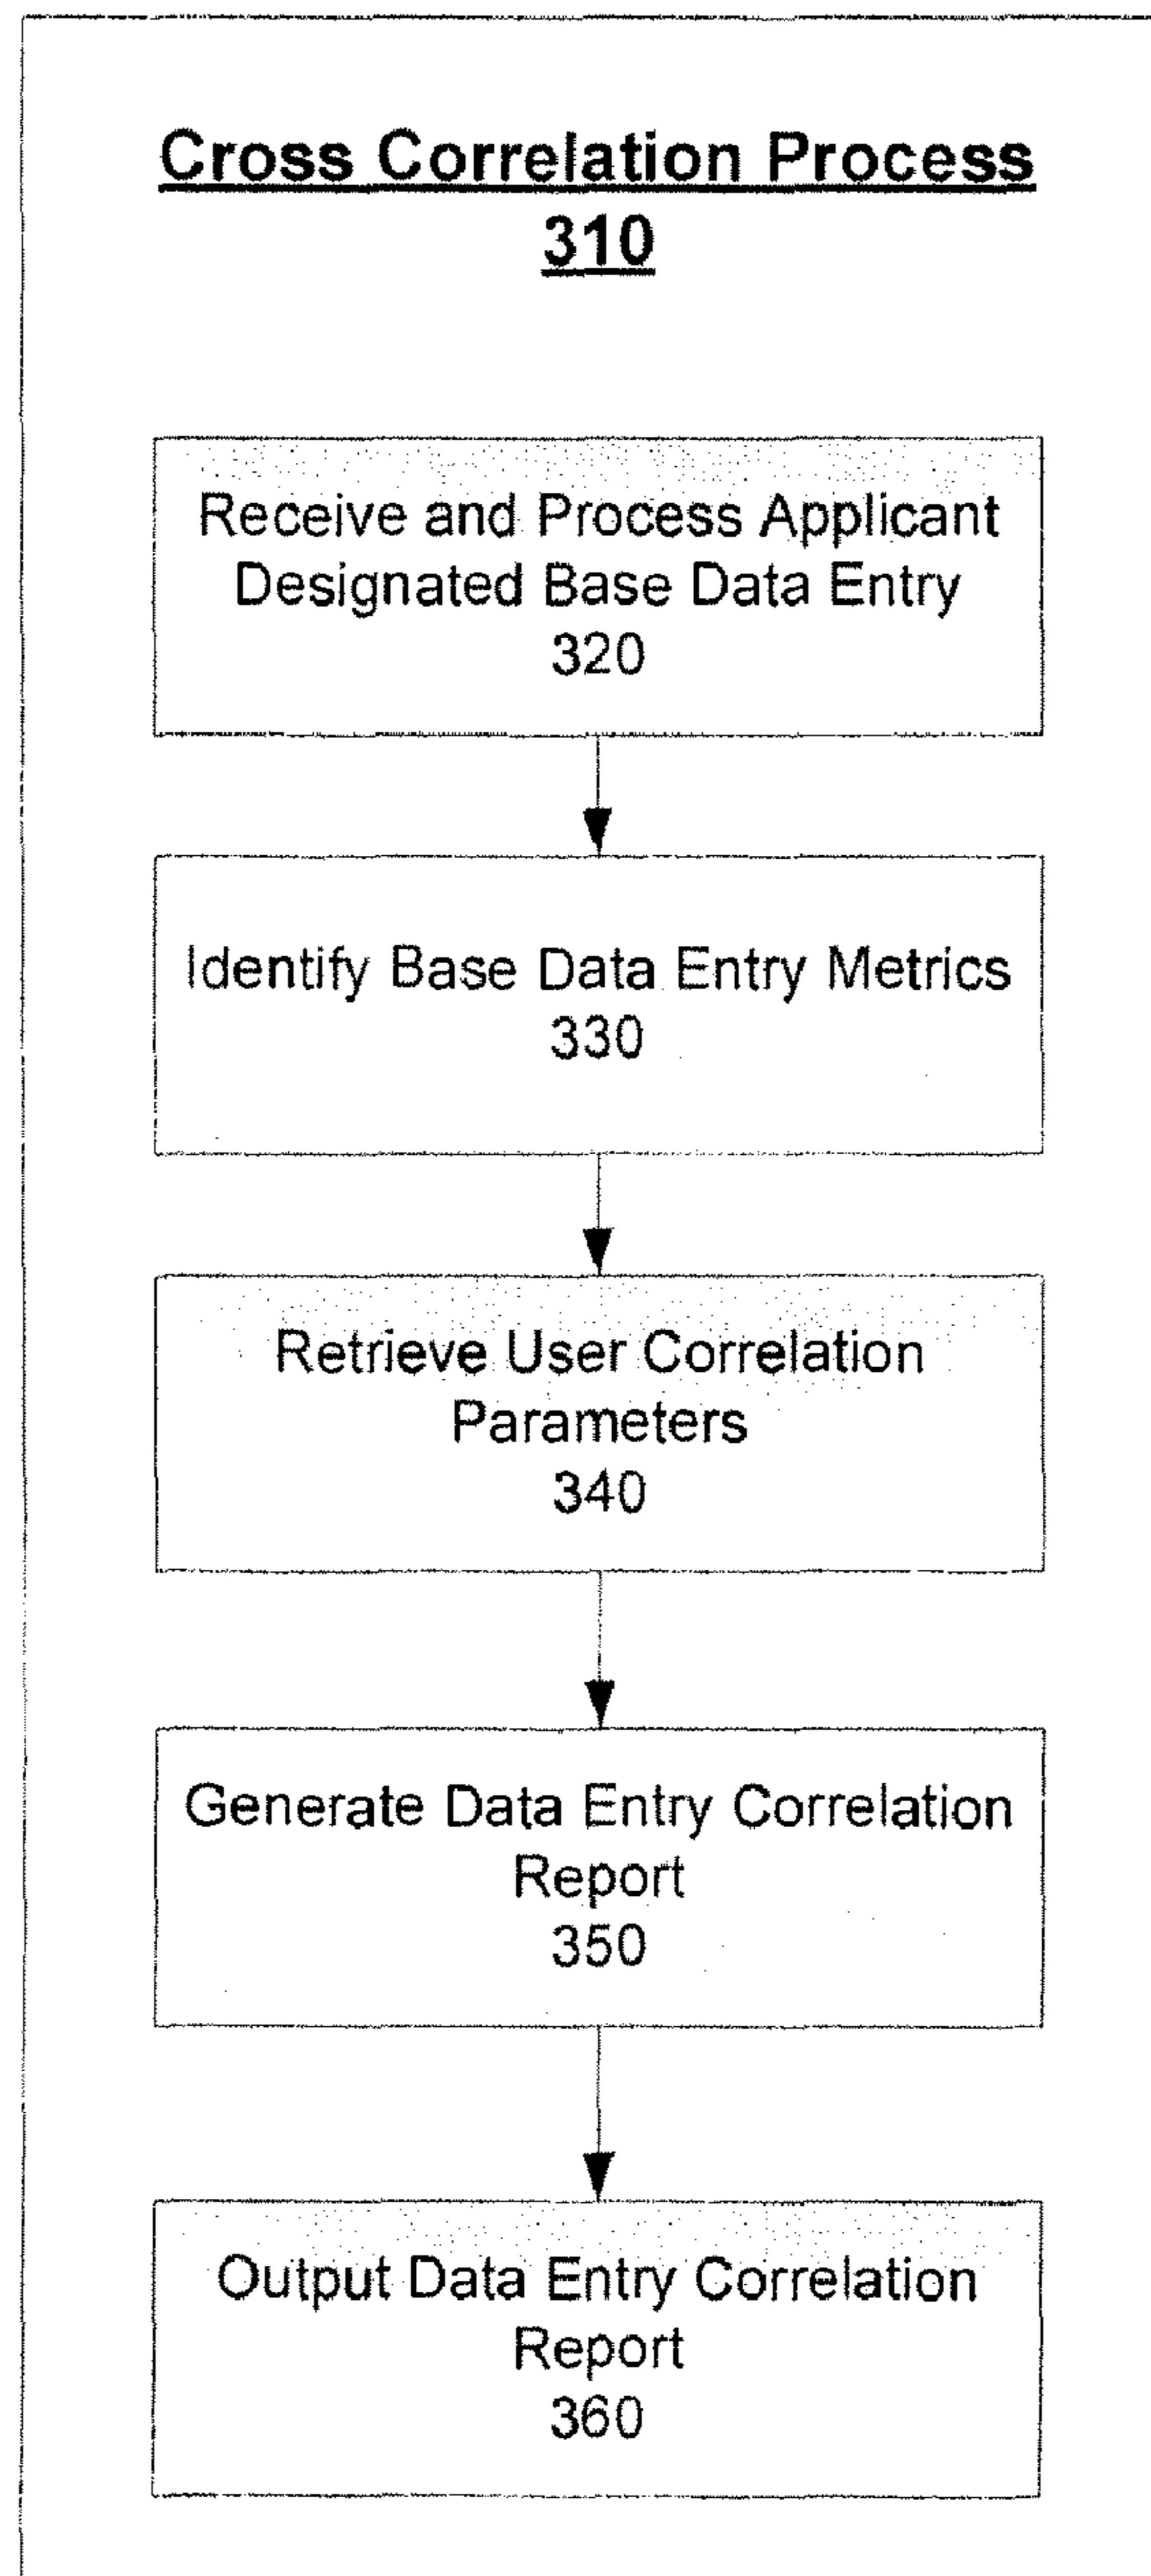 Cross Correlation Process
310
Receive and Process Applicant
Designated Base Data Entry
320
Identify Base Data Entry Metrics
330
Retrieve User Correlation
Parameters
340
Generate Data Entry Correlation
Report
350
Output Data Entry Correlation
Report
360